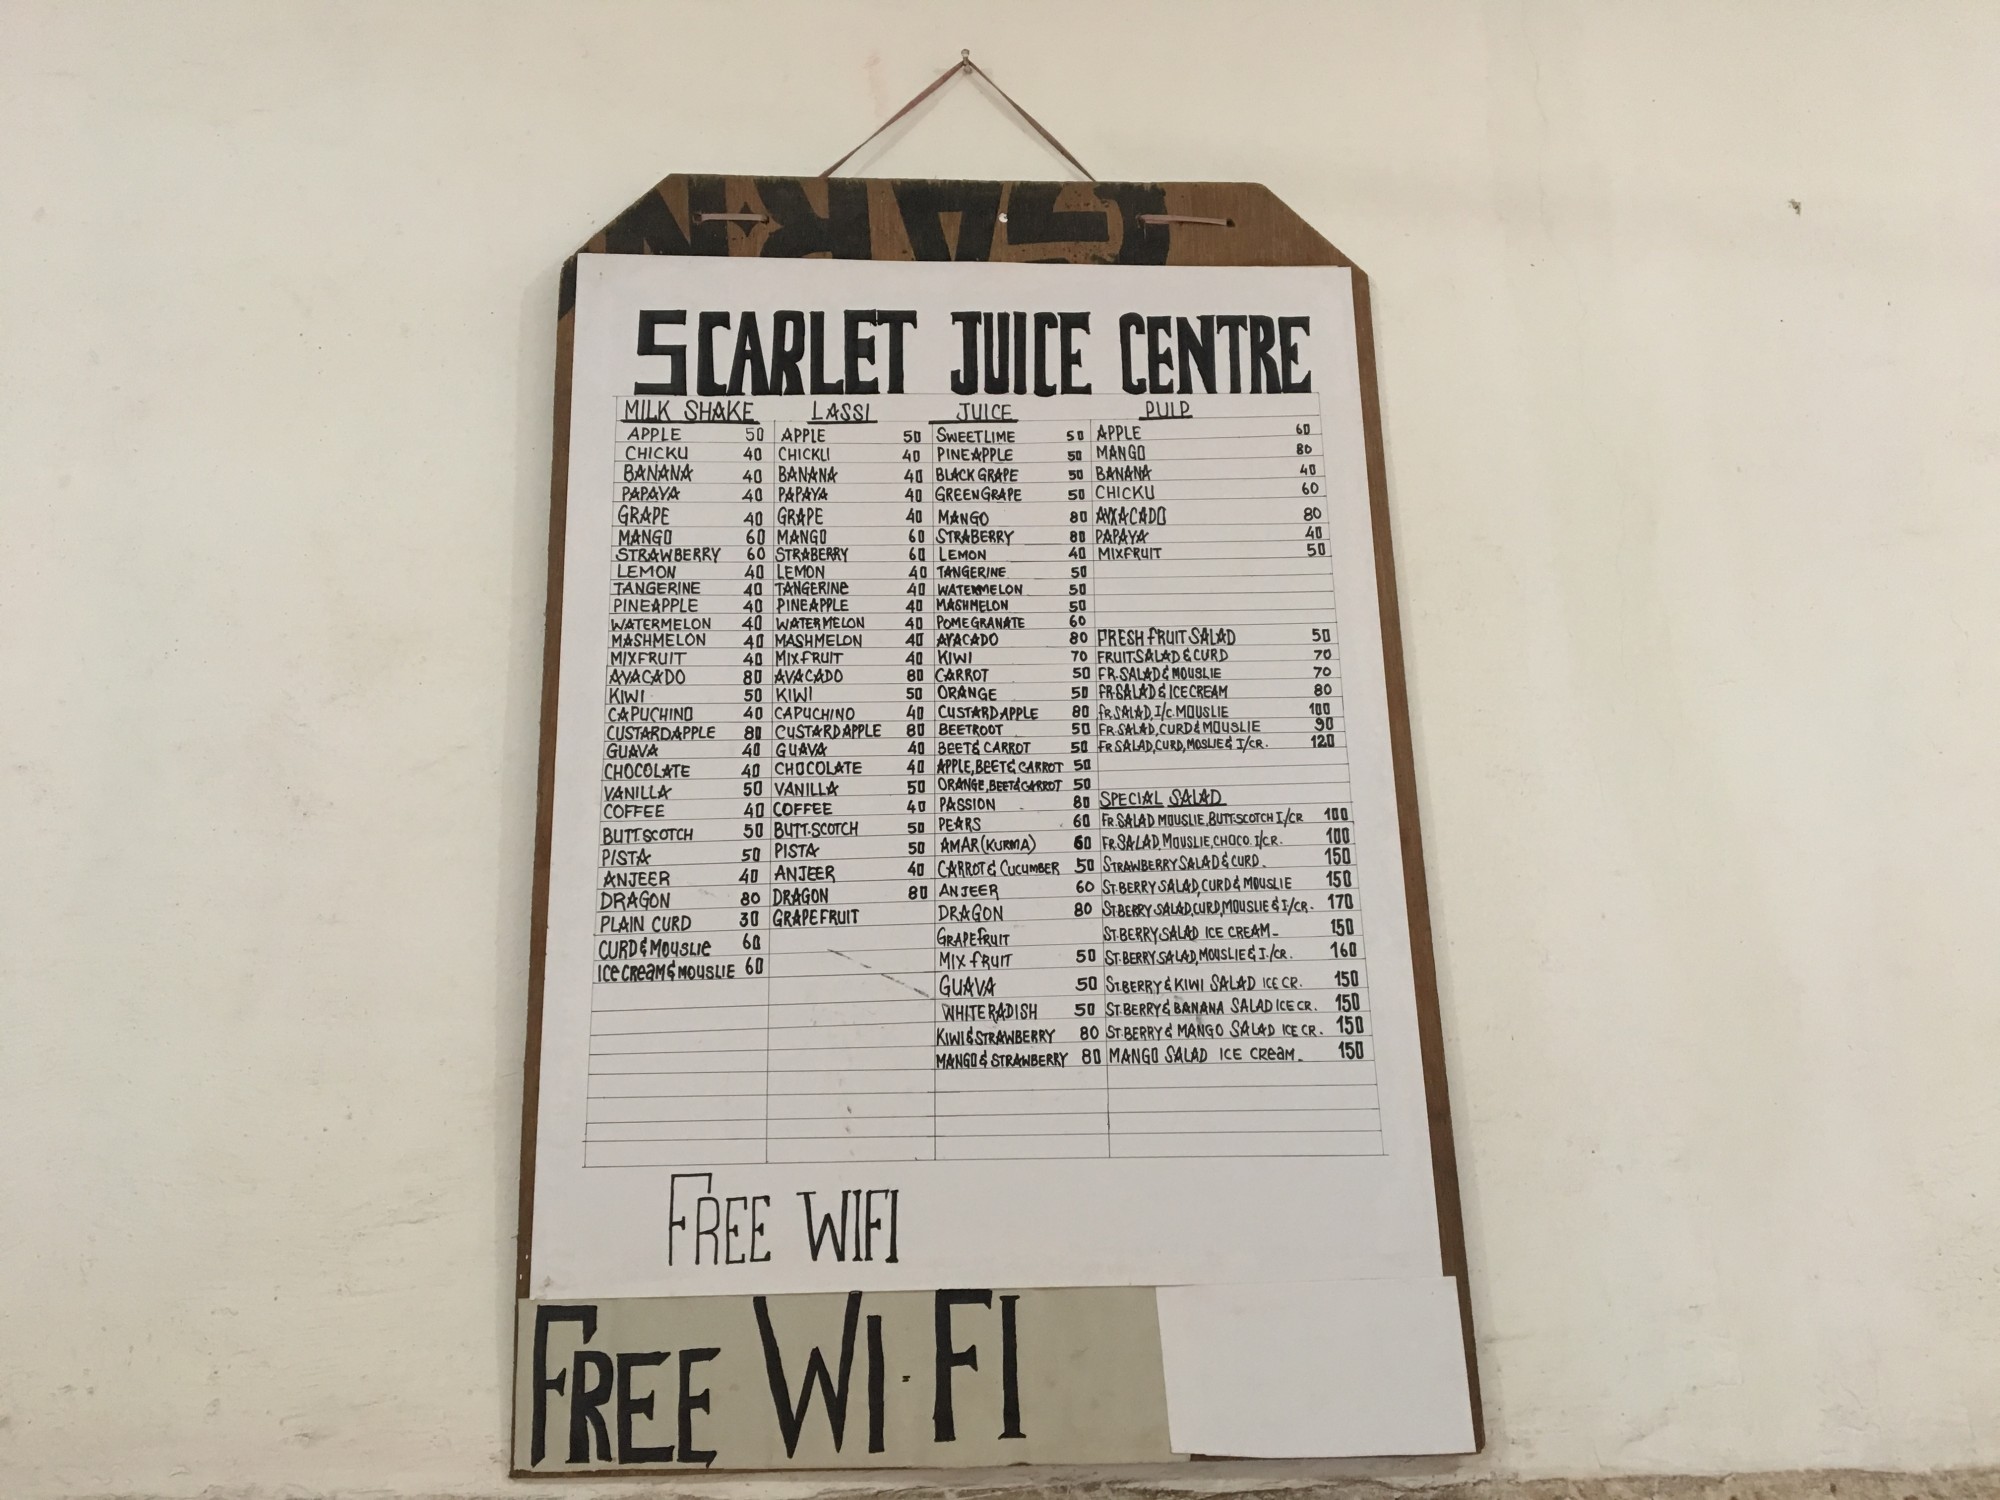 SCARLET JUICE CENTRE
MILK SHAKE
APPLE 50
CHICKU 40
BANANA 40
PAPAYA 40
GRAPE 40
MANGO 60
STRAWBERRY 60
LEMON 40
TANGERINE 40
PINEAPPLE 40
WATERMELON 40
MASHMELON 40
MIXFRUIT 40
AVACADO 80
KIWI 50
CAPUCHINO 40
CUSTARDAPPLE 80
GUAVA 40
CHOCOLATE 40
VANILLA 50
COFFEE 40
BUTT.SCOTCH 50
PISTA 50
ANJEER 40
DRAGON 80
PLAIN CURD 30
CURD & MOUSLIE 60
ICE CREAM & MOUSLIE 60
LASSI
APPLE 50
CHICKU 40
BANANA 40
PAPAYA 40
GRAPE 40
MANGO 60
STRABERRY 60
LEMON 40
TANGERINE 40
PINEAPPLE 40
WATERMELON 40
MASHMELON 40
MIXFRUIT 40
AVACADO 80
KIWI 50
CAPUCHINO 40
CUSTARDAPPLE 80
GUAVA 40
CHOCOLATE 40
VANILLA 50
COFFEE 40
BUTT.SCOTCH 50
PISTA 50
ANJEER 40
DRAGON 80
GRAPEFRUIT
JUICE
SWEETLIME 50
PINEAPPLE 50
BLACK GRAPE 50
GREENGRAPE 50
MANGO 80
STRABERRY 80
LEMON 40
TANGERINE 50
WATERMELON 50
MASHMELON 50
POMEGRANATE 60
AVACADO 80
KIWI 70
CARROT 50
ORANGE 50
CUSTARDAPPLE 80
BEETROOT 50
BEET & CARROT 50
APPLE, BEET & CARROT 50
ORANGE, BEET & CARROT 50
PASSION 80
PEARS 60
AMAR (KURMA) 60
CARROT & CUCUMBER 50
ANJEER 60
DRAGON 80
GRAPEFRUIT
MIX FRUIT 50
GUAVA 50
WHITE RADISH 50
KIWI & STRAWBERRY 80
MANGO & STRAWBERRY 80
PULP
APPLE 60
MANGO 80
BANANA 40
CHICKU 60
80
PAPAYA 40
MIXFRUIT 50
FRESH FRUIT SALAD 50
FRUIT SALAD & CURD 70
FR.SALAD & MOUSLIE 70
FR.SALAD & ICE CREAM 80
FR.SALAD, I/C. MOUSLIE 100
FR.SALAD, CURD & MOUSLIE 90
FR.SALAD, CURD, MOSLIE & I/CR. 120
SPECIAL SALAD
FR.SALAD MOUSLIE, BUTT.SCOTCH I/CR 100
FR.SALAD, MOUSLIE, CHOCO. I/CR. 100
STRAWBERRY SALAD & CURD. 150
ST.BERRY SALAD, CURD & MOUSLIE 150
ST.BERRY SALAD, CURD, MOUSLIE & I/CR. 170
ST.BERRY SALAD ICE CREAM_ 150
ST.BERRY SALAD, MOUSLIE & I./CR. 160
ST.BERRY & KIWI SALAD ICE CR. 150
ST.BERRY & BANANA SALAD ICE CR. 150
ST.BERRY & MANGO SALAD ICE CR. 150
MANGO SALAD ICE CREAM_ 150
FREE WIFI
FREE WI-FI